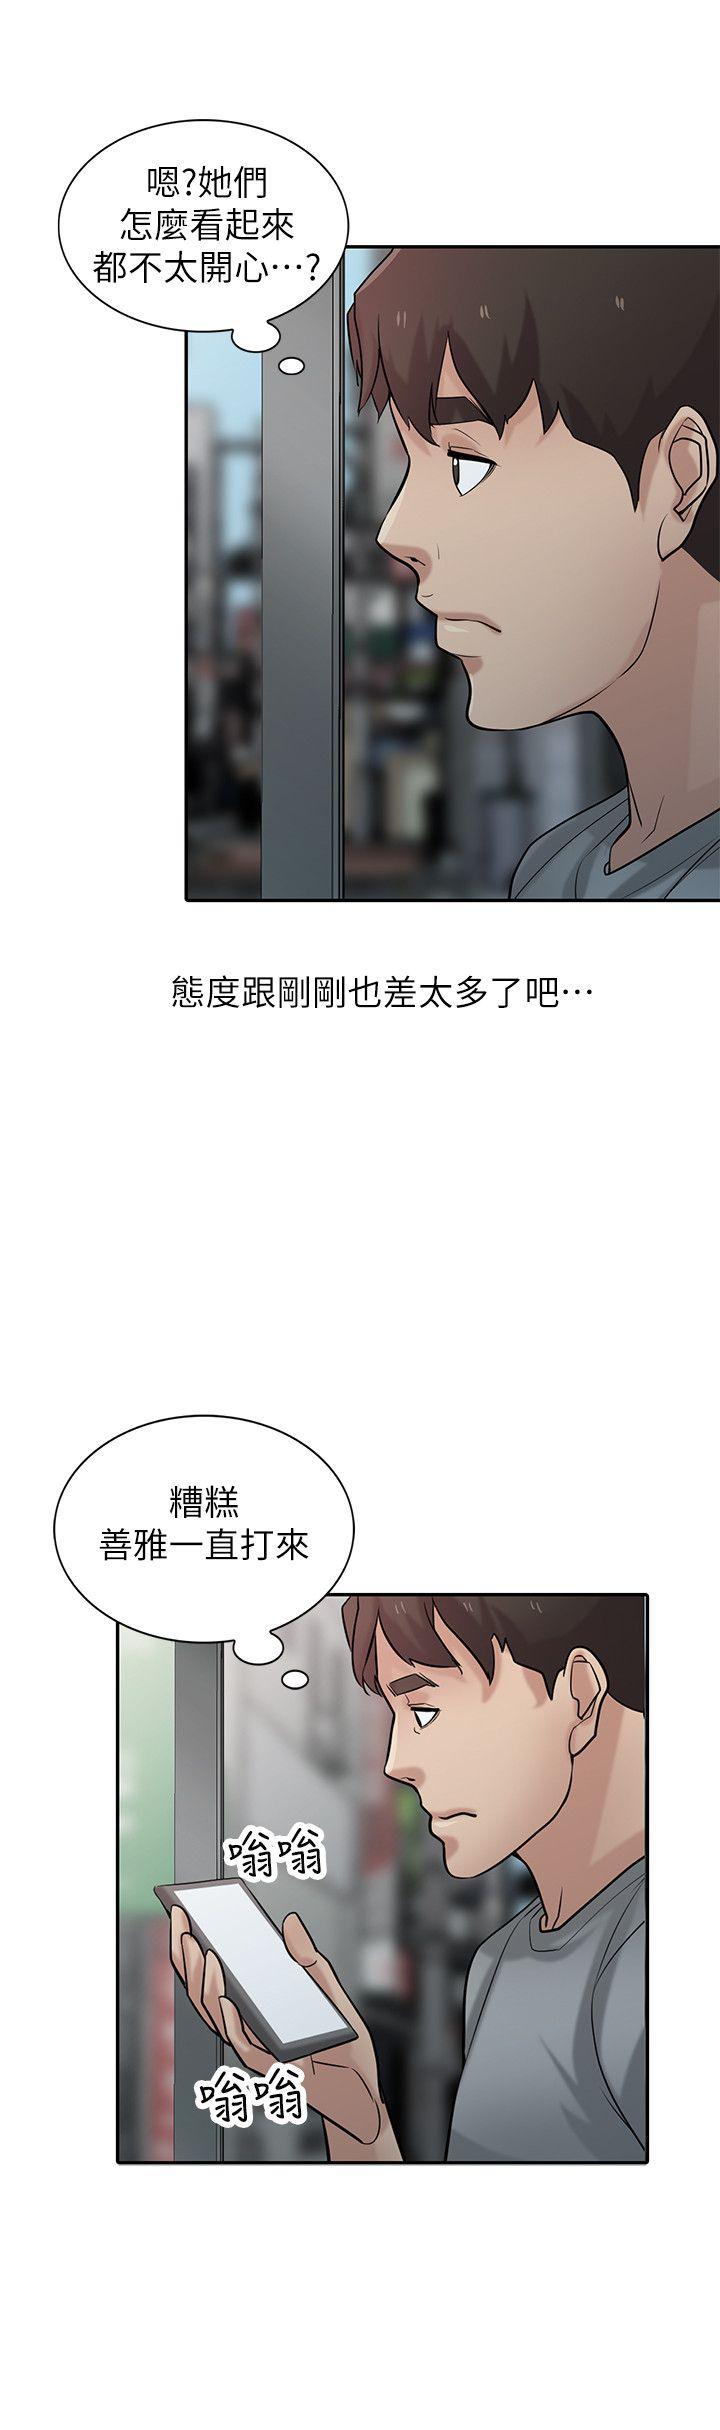 嗯?她們
怎麼看起來
都不太開心⋯?
態度跟剛剛也差太多了吧⋯
糟糕
善雅一直打來
嗡嗡
嗡嗡